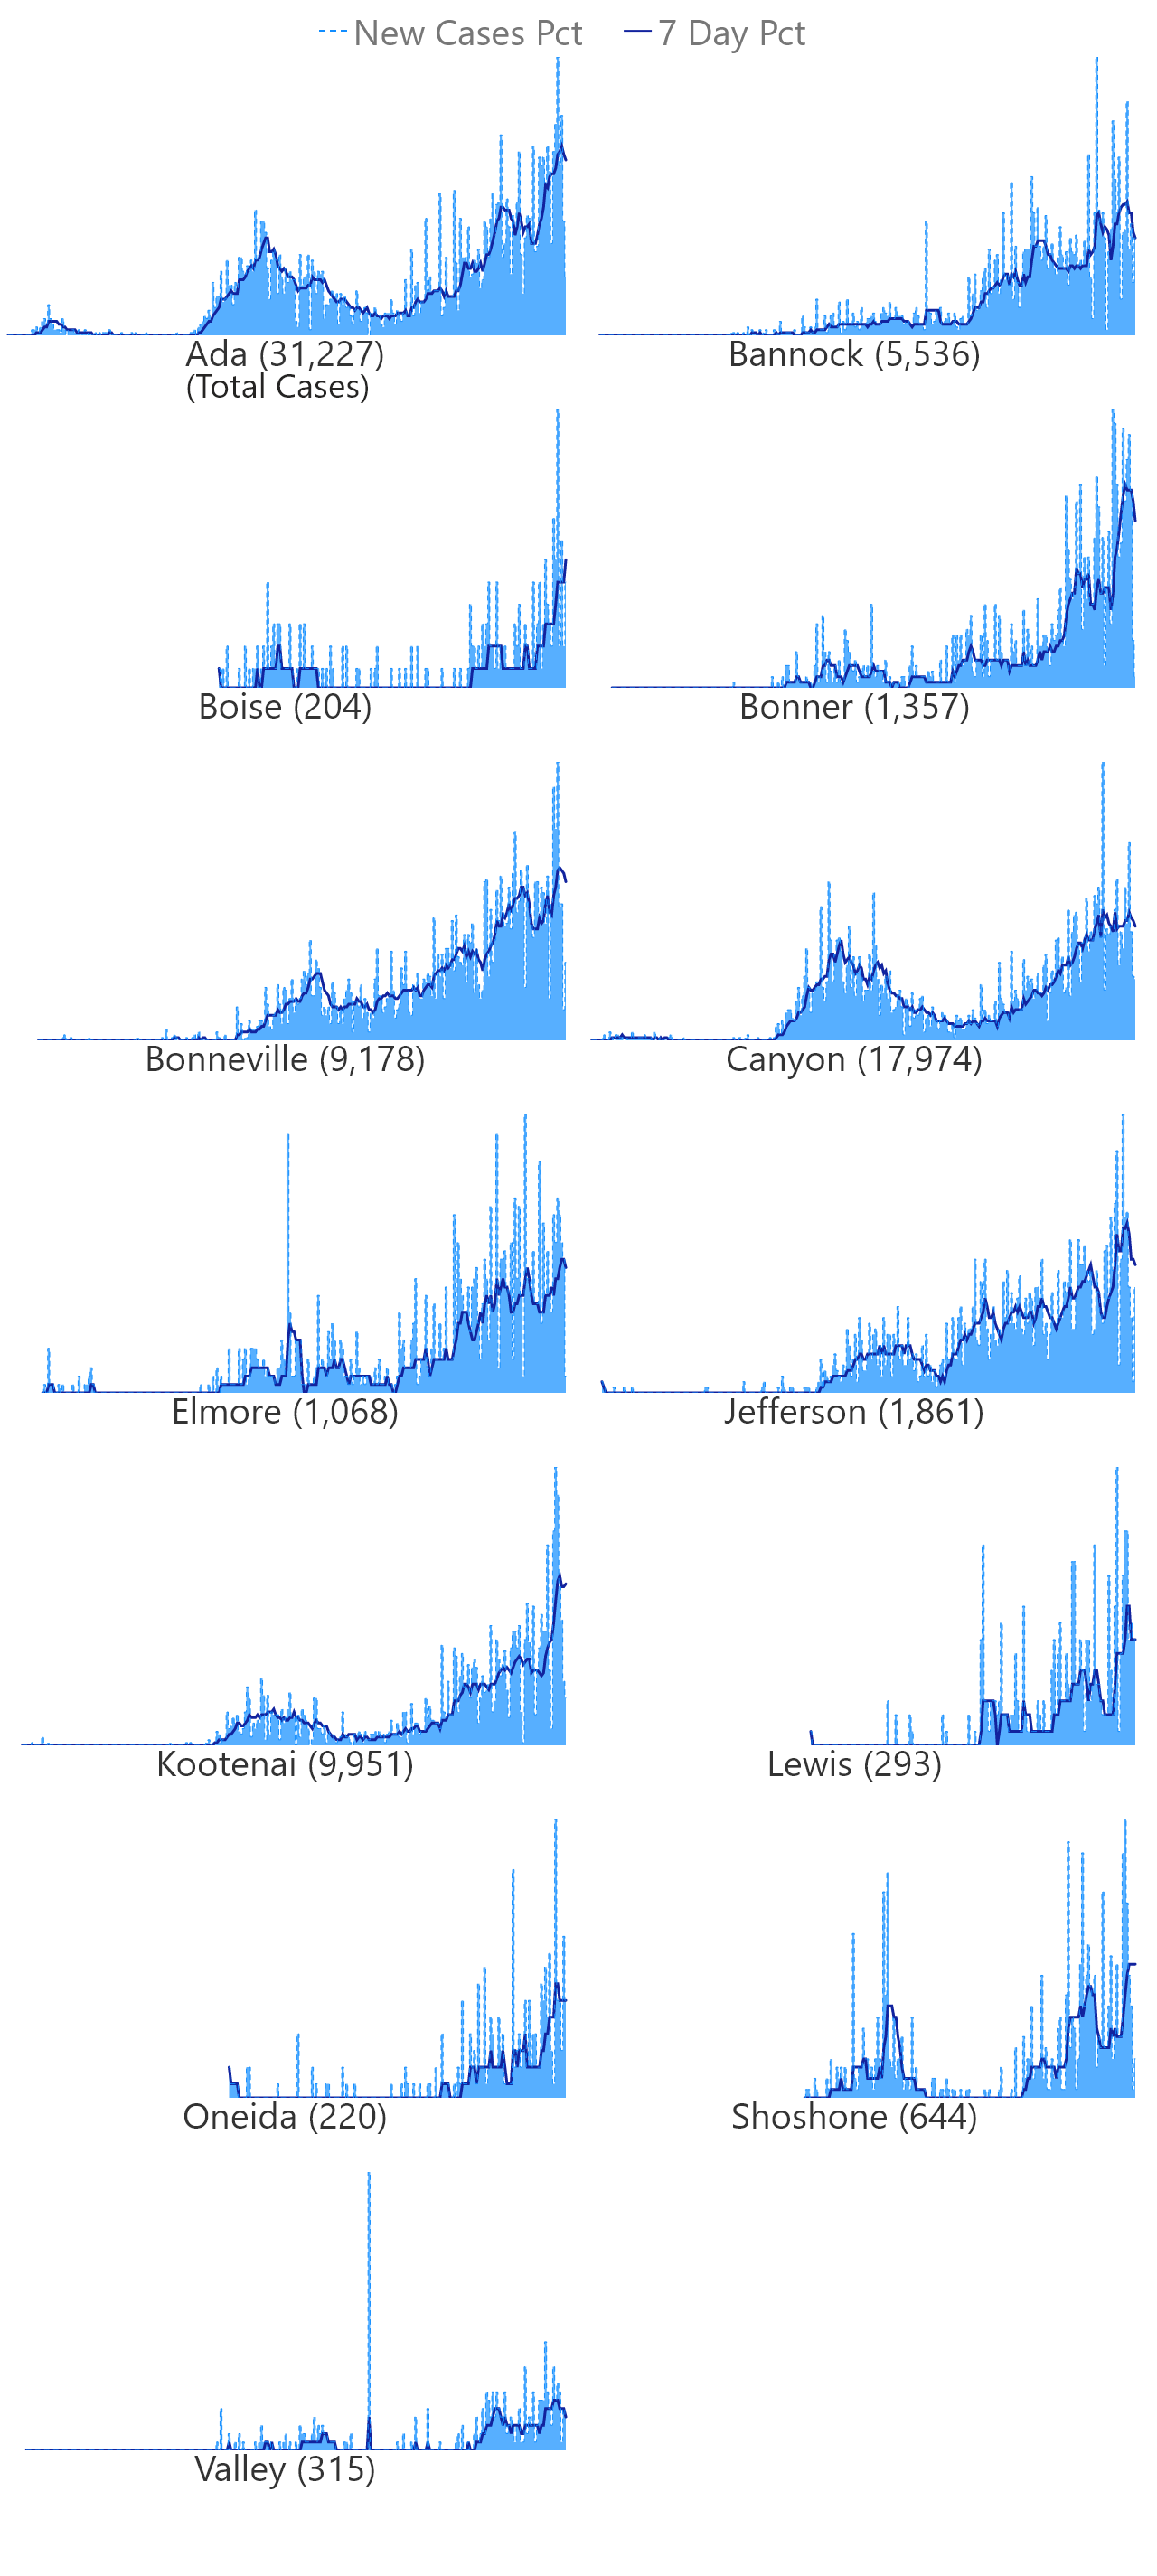 New Cases Pct 7 Day Pct
Ada (31,227) Bannock (5,536)
(Total Cases)
Boise (204) Bonner (1,357)
Bonneville (9,178) Canyon (17,974)
Elmore (1,068) Jefferson (1,861)
Kootenai (9,951) Lewis (293)
Oneida (220) Shoshone (644)
Valley (315)